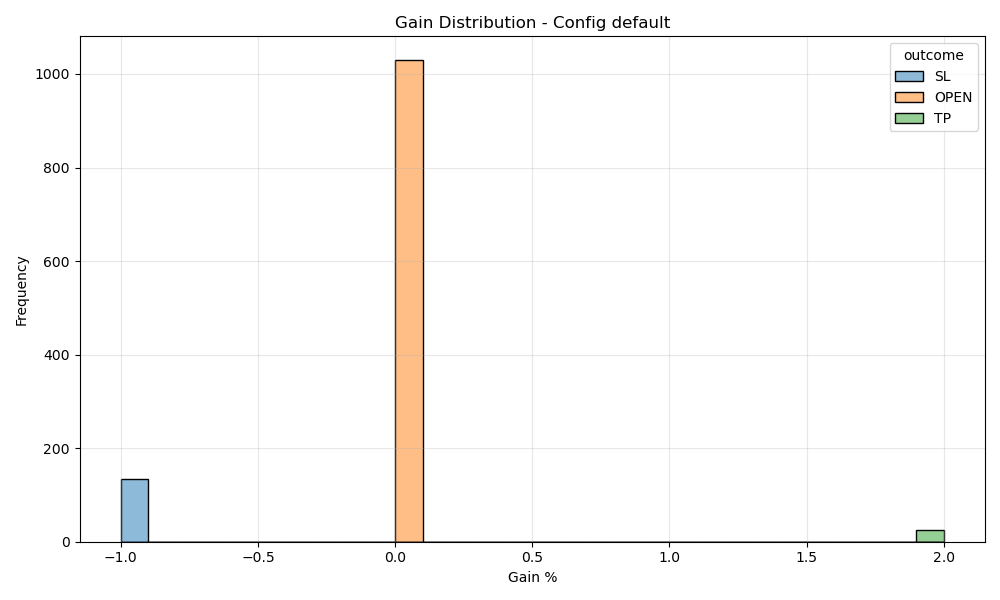 Gain Distribution - Config default
outcome
SL
OPEN
TP
Frequency
1000
800
600
400
200
0
−1.0 −0.5 0.0 0.5 1.0 1.5 2.0
Gain %